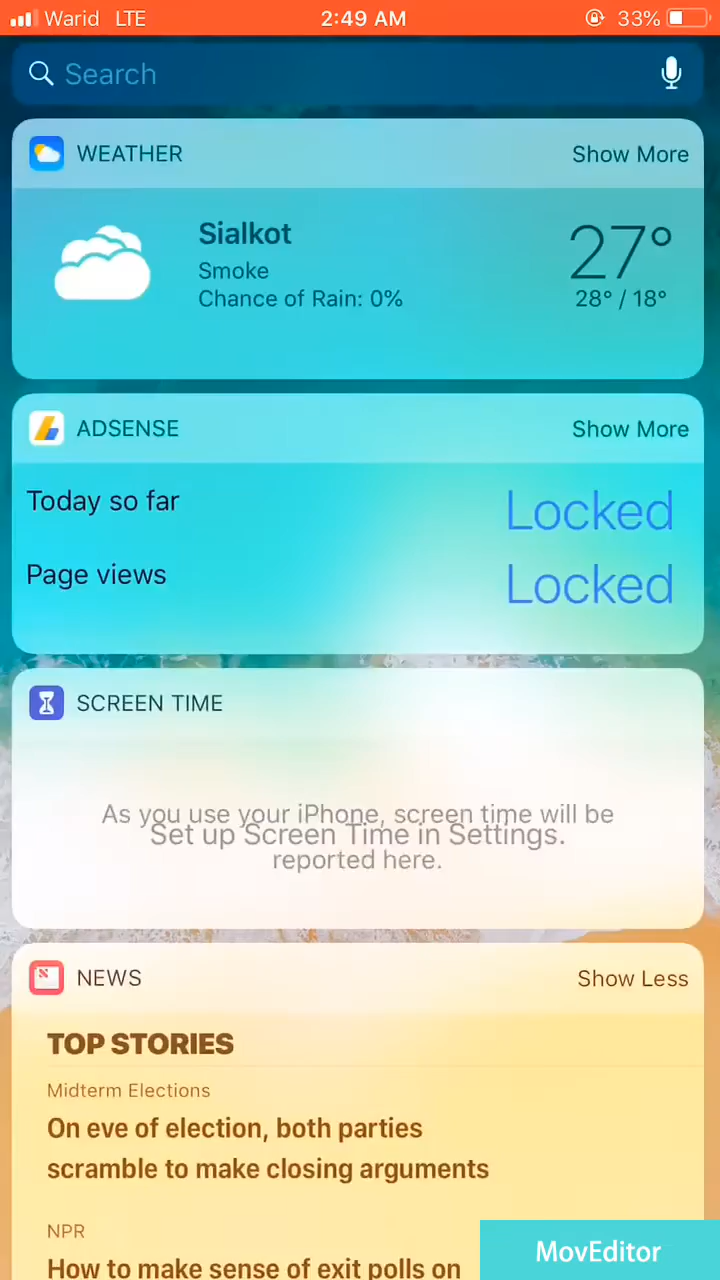 Warid LTE 2:49 AM 33%
Search
WEATHER Show More
Sialkot
27°
Smoke
Chance of Rain: 0% 28° / 18°
ADSENSE Show More
Today so far Locked
Page views Locked
SCREEN TIME
As you use your iPhone, screen time will be
Set up Screen Time in Settings.
reported here.
NEWS Show Less
TOP STORIES
Midterm Elections
On eve of election, both parties
scramble to make closing arguments
NPR
How to make sense of exit polls on
MovEditor